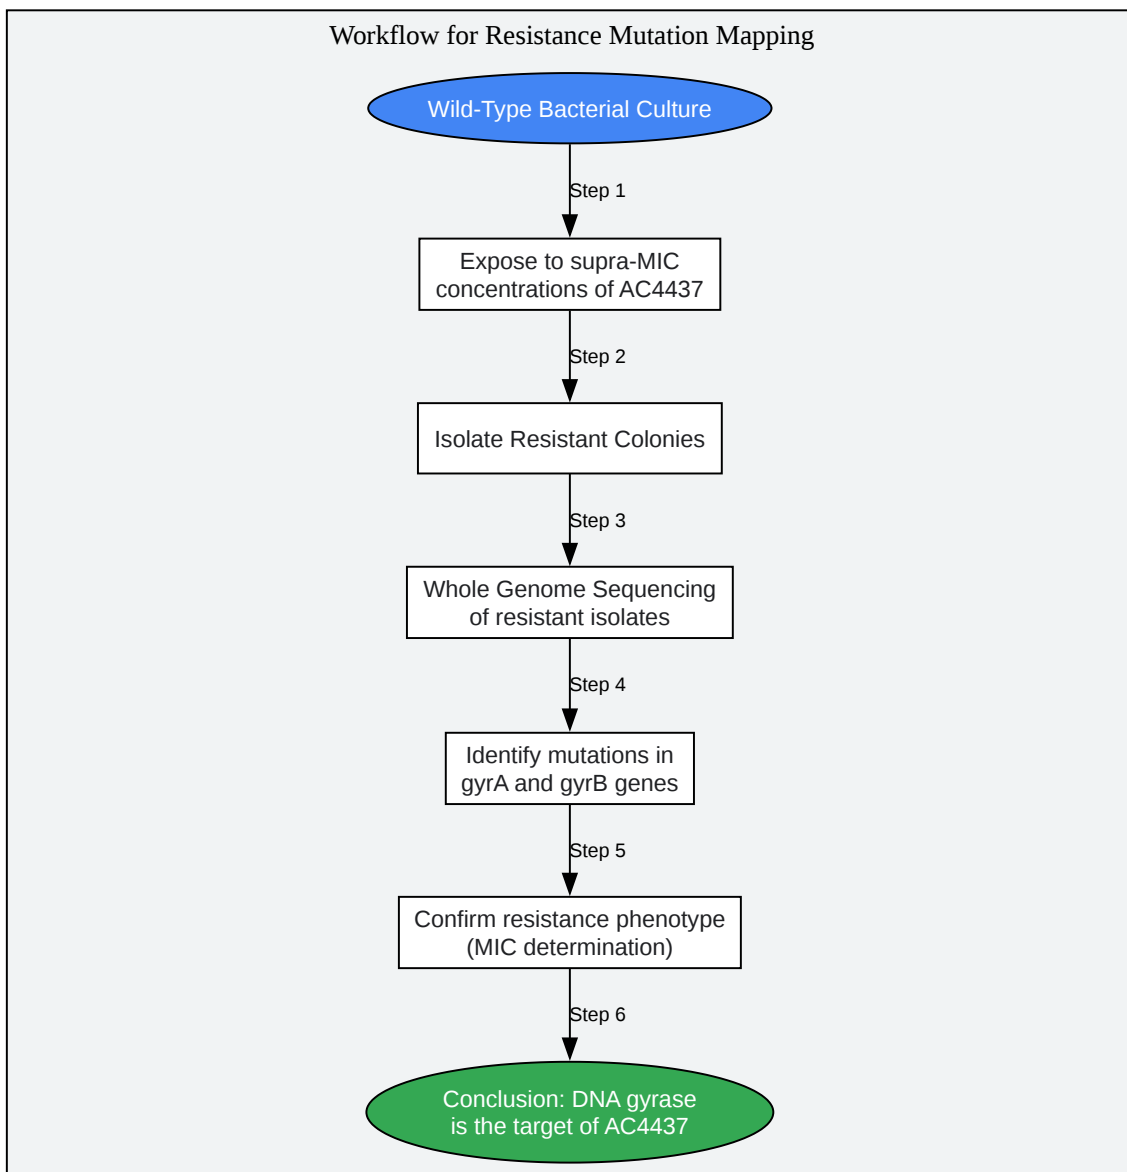 Workflow for Resistance Mutation Mapping
Wild-Type Bacterial Culture
Step 1
Expose to supra-MIC
concentrations of AC4437
Step 2
Isolate Resistant Colonies
Step 3
Whole Genome Sequencing
of resistant isolates
Step 4
Identify mutations in
gyrA and gyrB genes
Step 5
Confirm resistance phenotype
(MIC determination)
Step 6
Conclusion: DNA gyrase
is the target of AC4437